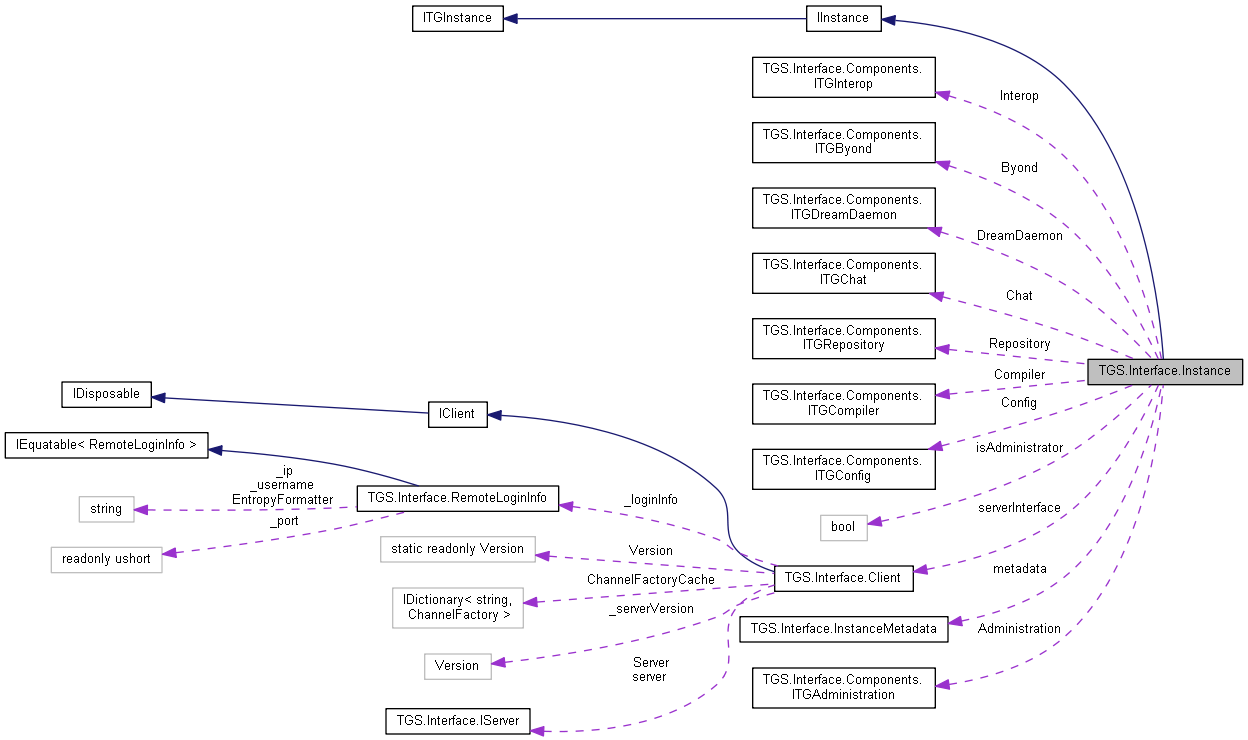 ITGInstance
IInstance
TGS.Interface.Components.
ITGInterop
Interop
TGS.Interface.Components.
ITGByond
Byond
TGS.Interface.Components.
ITGDreamDaemon
DreamDaemon
TGS.Interface.Components.
ITGChat
Chat
TGS.Interface.Components.
ITGRepository
Repository
TGS.Interface.Instance
TGS.Interface.Components.
ITGCompiler
Compiler
Config
TGS.Interface.Components.
ITGConfig
isAdministrator
bool
serverInterface
IDisposable
IClient
IEquatable< RemoteLoginInfo >
_ip
_username
EntropyFormatter
string
TGS.Interface.RemoteLoginInfo
_loginInfo
_port
readonly ushort
static readonly Version
Version
TGS.Interface.Client
metadata
IDictionary< string,
ChannelFactory >
ChannelFactoryCache
_serverVersion
TGS.Interface.InstanceMetadata
Administration
Version
Server
server
TGS.Interface.Components.
ITGAdministration
TGS.Interface.IServer